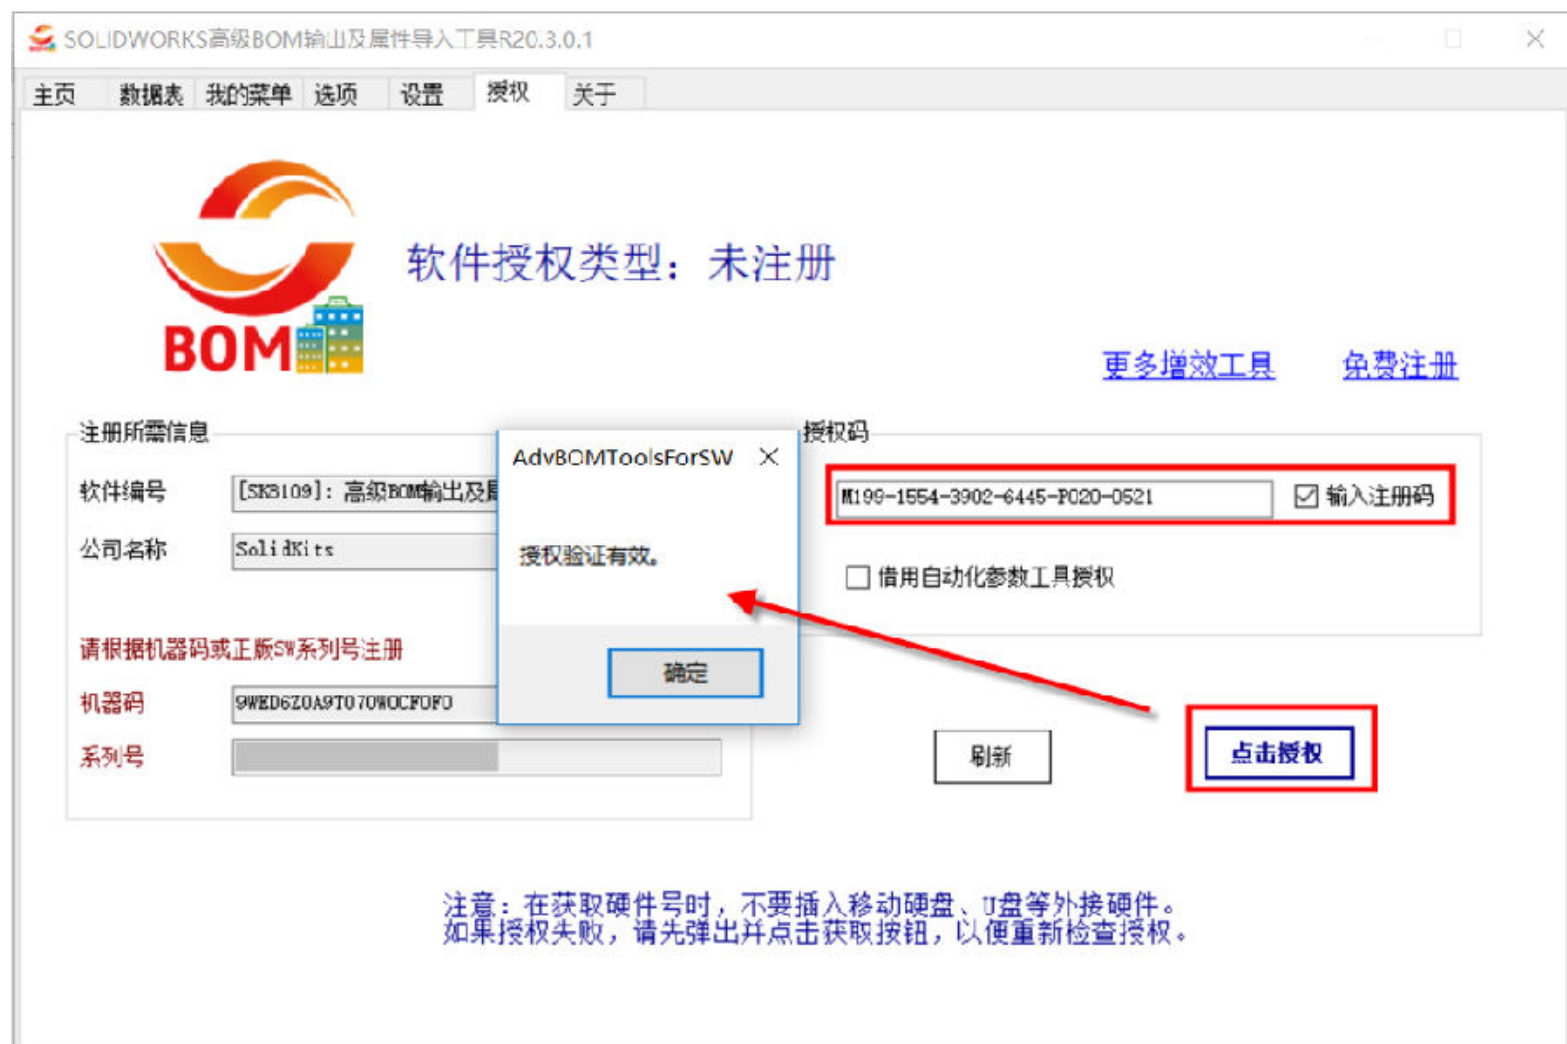 SOLIDWORKS高级BOM输出及属性导入工具R20.3.0.1
主页 数据表 我的菜单 选项 设置 授权 关于
BOM
软件授权类型：未注册
BOM
更多增效工具 免费注册
注册所需信息
软件编号 [SK3109]：高级BOM输出及
公司名称 SolidKits
请根据机器码或正版SW系列号注册
机器码 9WED6Z0A9T070W0CF0F0
系列号
AdvBOMToolsForSW
授权验证有效。
确定
授权码
M199-1554-3902-6445-P020-0521 输入注册码
借用自动化参数工具授权
刷新 点击授权
注意：在获取硬件号时，不要插入移动硬盘、U盘等外接硬件。
如果授权失败，请先弹出并点击获取按钮，以便重新检查授权。